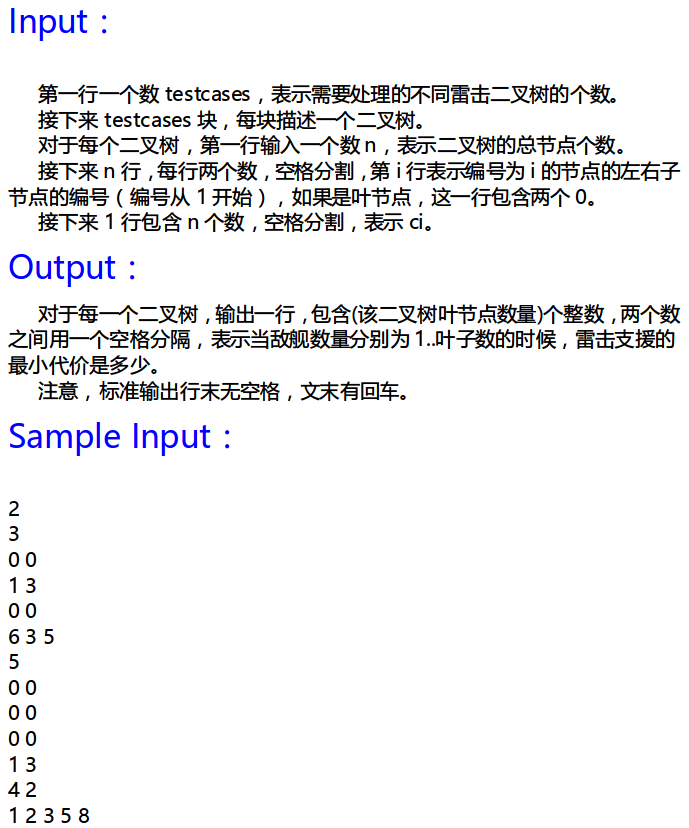 Input：
第一行一个数 testcases，表示需要处理的不同雷击二叉树的个数。
接下来 testcases 块，每块描述一个二叉树。
对于每个二叉树，第一行输入一个数 n，表示二叉树的总节点个数。
接下来 n 行，每行两个数，空格分割，第 i 行表示编号为 i 的节点的左右子
节点的编号（编号从 1 开始），如果是叶节点，这一行包含两个 0。
接下来 1 行包含 n 个数，空格分割，表示 ci。
Output：
对于每一个二叉树，输出一行，包含(该二叉树叶节点数量)个整数，两个数
之间用一个空格分隔，表示当敌舰数量分别为 1..叶子数的时候，雷击支援的
最小代价是多少。
注意，标准输出行末无空格，文末有回车。
Sample Input：
2
3
0 0
1 3
0 0
6 3 5
5
0 0
0 0
0 0
1 3
4 2
1 2 3 5 8